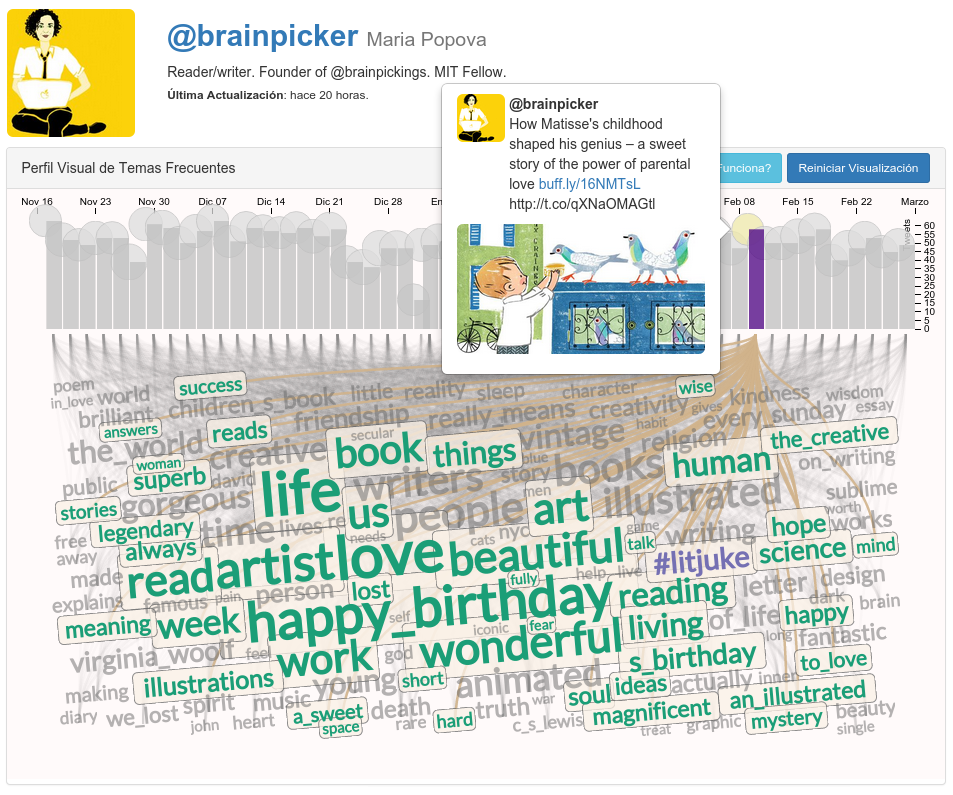 @brainpicker Maria Popova
Reader/writer. Founder of @brainpickings. MIT Fellow.
Última Actualización: hace 20 horas.
@brainpicker
How Matisse's childhood
shaped his genius – a sweet
story of the power of parental
love buff.ly/16NMTsL
http://t.co/qXNaOMAGtl
Perfil Visual de Temas Frecuentes
Funciona? Reiniciar Visualización
Nov 16 Nov 23 Nov 30 Dic 07 Dic 14 Dic 21 Dic 28 En Feb 08 Feb 15 Feb 22 Marzo
60
55
50
45
40
35
30
25
20
15
10
5
0
poem world success children_s_book little reality sleep character wise kindness wisdom
in_love brilliant friendship really_means creativity gives every sunday essay
answers reads secular habit
the_world creative book things vintage religion the_creative
woman blue
public superb david life writers story books human on_writing
stories gorgeous us people men art illustrated sublime
legendary time lives re needs cats nyc game writing hope worth works
free always love beautiful talk #litjuke science mind
away read artist
made lost fully help live reading letter design
explains famous pain person happy_birthday dark brain
meaning week self iconic fear living of_life happy
virginia_woolf feel work god wonderful s_birthday long fantastic
to_love
making illustrations music young short animated soul ideas actually inner an_illustrated
diary we_lost spirit a_sweet death truth war magnificent beauty
john heart space rare hard c_s_lewis treat graphic mystery single